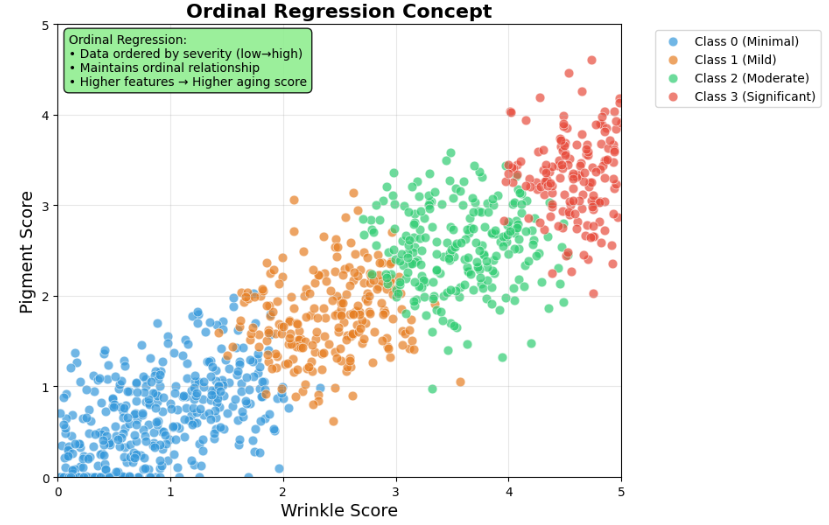 Ordinal Regression Concept
Ordinal Regression:
• Data ordered by severity (low→high)
• Maintains ordinal relationship
• Higher features → Higher aging score
Class 0 (Minimal)
Class 1 (Mild)
Class 2 (Moderate)
Class 3 (Significant)
Pigment Score
5
4
3
2
1
0
0 1 2 3 4 5
Wrinkle Score